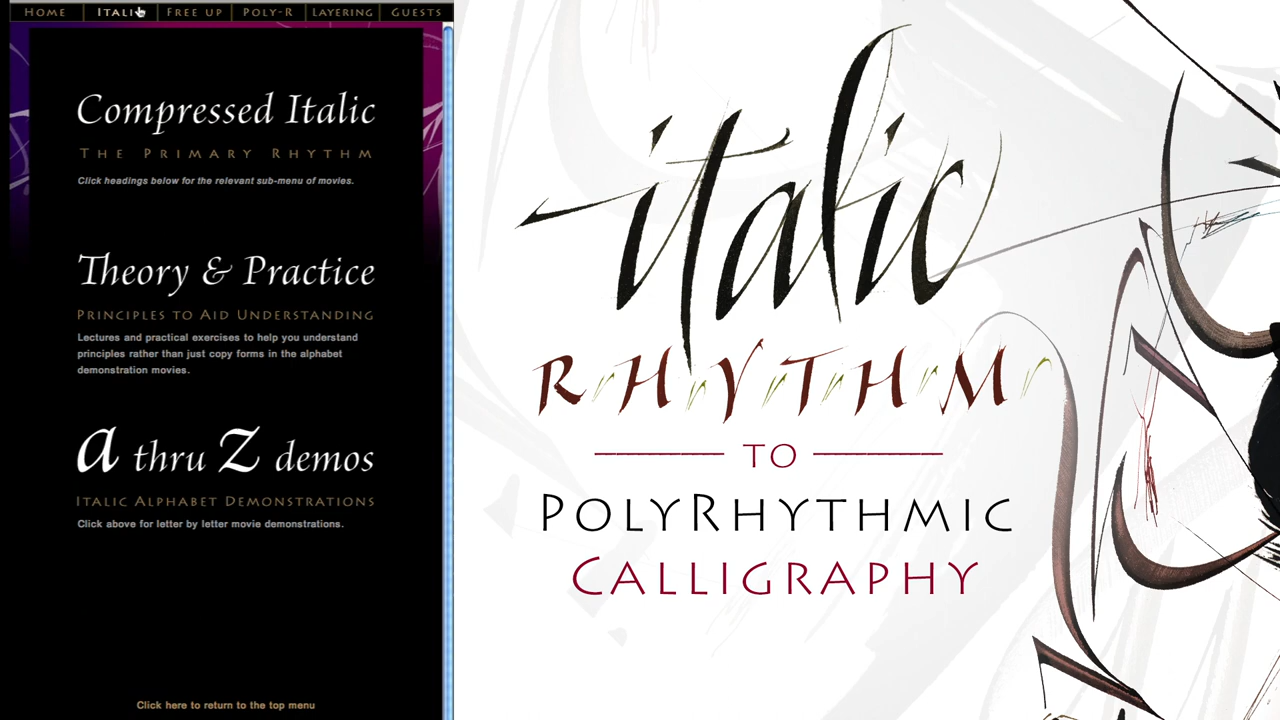 HOME ITALI FREE UP POLY-R LAYERING GUESTS
Compressed Italic
THE PRIMARY RHYTHM
Click headings below for the relevant sub-menu of movies.
Theory & Practice
PRINCIPLES TO AID UNDERSTANDING
Lectures and practical exercises to help you understand
principles rather than just copy forms in the alphabet
demonstration movies.
a thru z demos
ITALIC ALPHABET DEMONSTRATIONS
Click above for letter by letter movie demonstrations.
Click here to return to the top menu
italic
RHYTHM
TO
POLYRHYTHMIC
CALLIGRAPHY